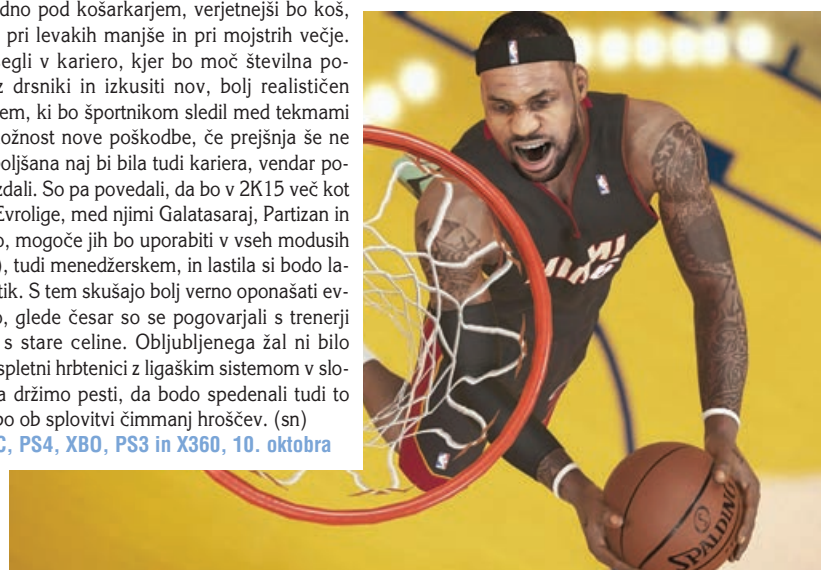 dno pod košarkarjem, verjetnejši bo koš,
pri levakih manjše in pri mojstrih večje.
egli v kariero, kjer bo moč številna po-
z drsniki in izkusiti nov, bolj realističen
em, ki bo športnikom sledil med tekmami
ožnost nove poškodbe, če prejšnja še ne
oljšana naj bi bila tudi kariera, vendar po-
zdali. So pa povedali, da bo v 2K15 več kot
Evrolige, med njimi Galatasaraj, Partizan in
o, mogoče jih bo uporabiti v vseh modusih
), tudi menedžerskem, in lastila si bodo la-
tik. S tem skušajo bolj verno oponašati ev-
o, glede česar so se pogovarjali s trenerji
s stare celine. Obljubljenega žal ni bilo
spletni hrbtenici z ligaškim sistemom v slo-
a držimo pesti, da bodo spedenali tudi to
bo ob splovitvi čimmanj hroščev. (sn)
C, PS4, XBO, PS3 in X360, 10. oktobra
MIAMI
6
SPALDING